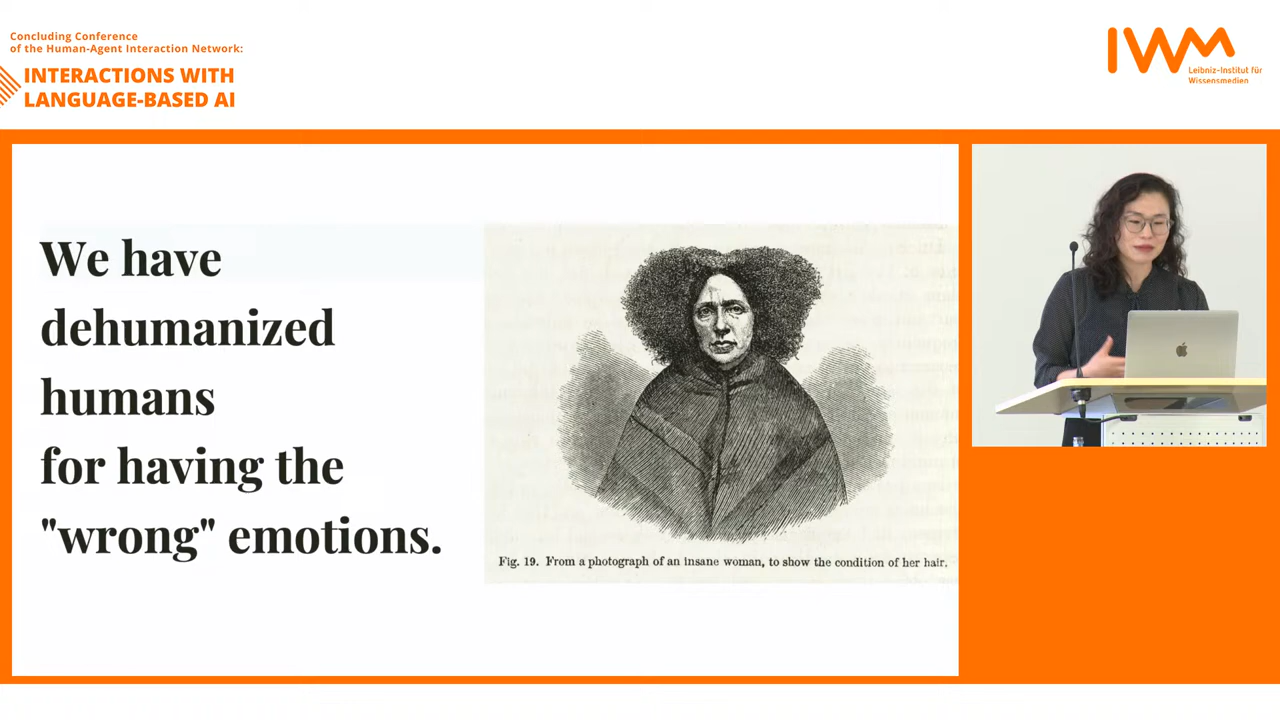 Concluding Conference
of the Human-Agent Interaction Network:
INTERACTIONS WITH
LANGUAGE-BASED AI
IWM
Leibniz-Institut für
Wissensmedien
We have
dehumanized
humans
for having the
"wrong" emotions.
Fig. 19. From a photograph of an insane woman, to show the condition of her hair.